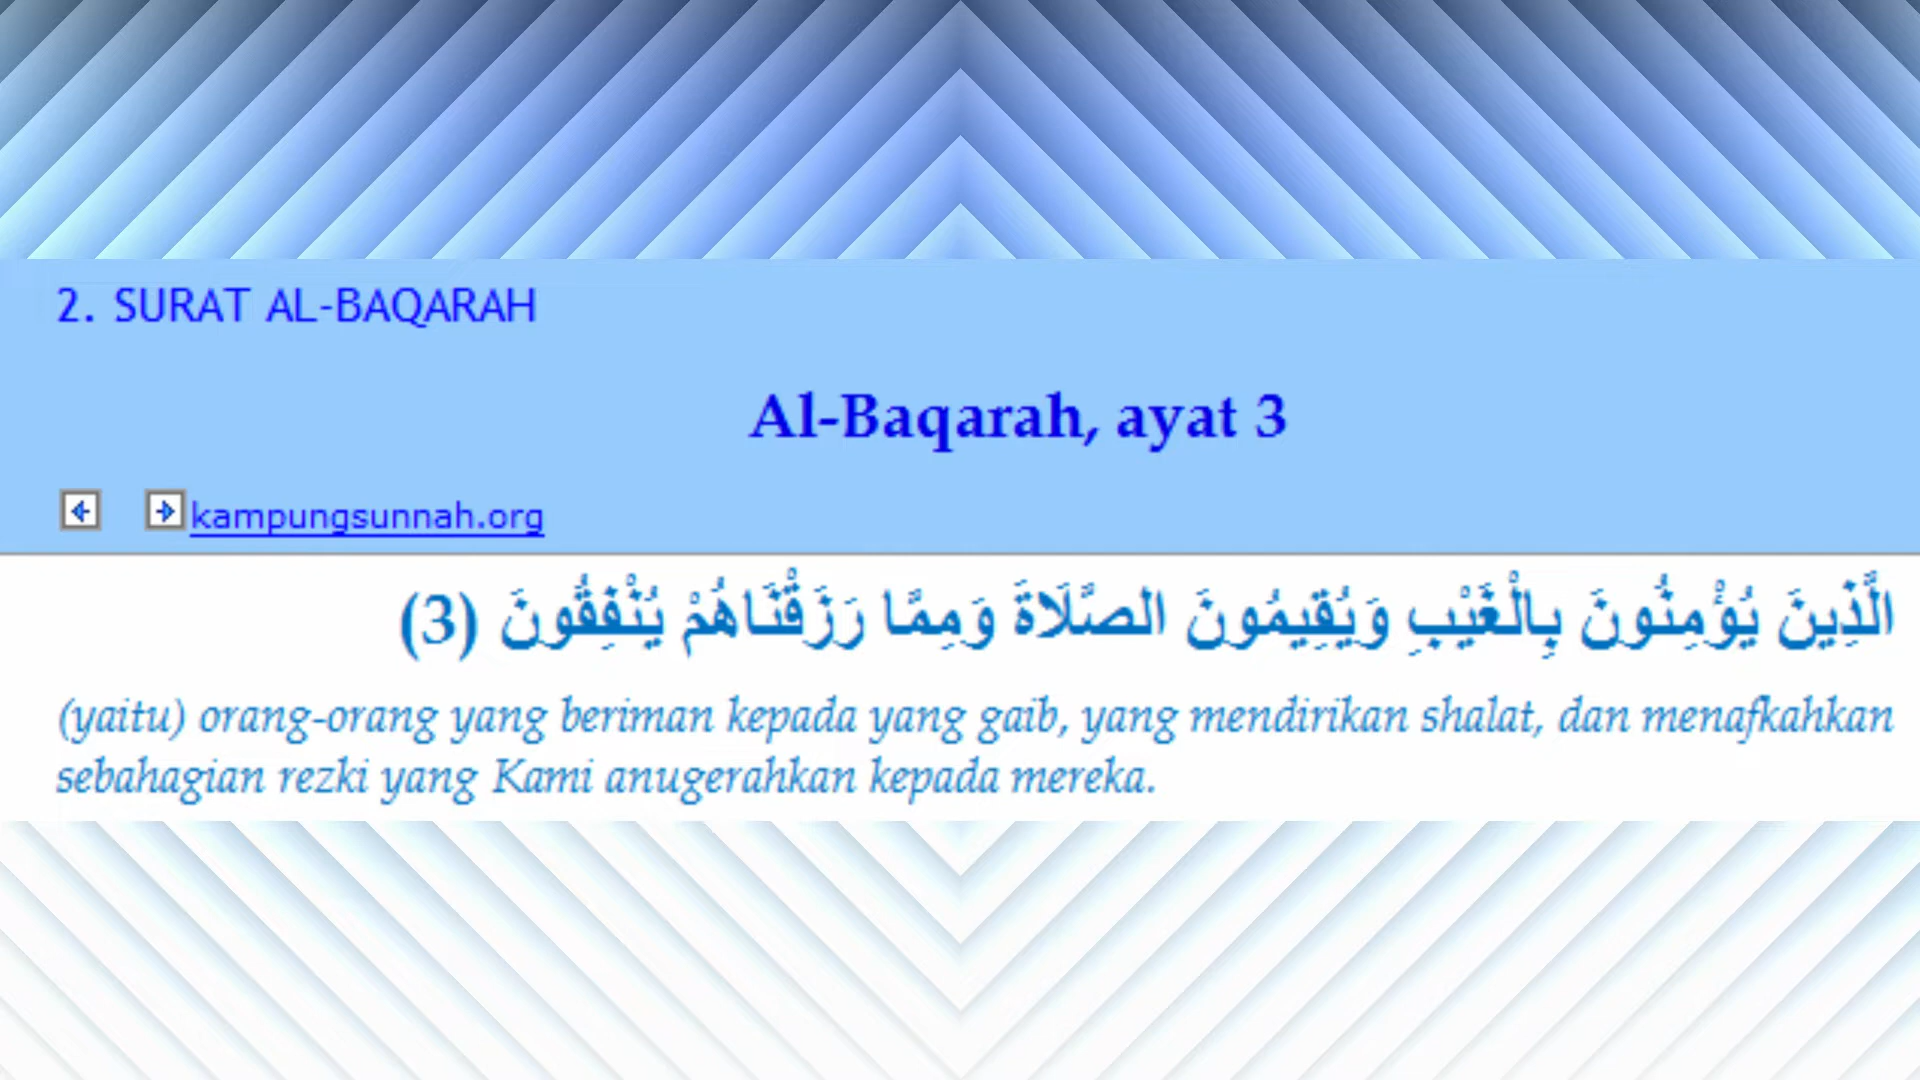 2. SURAT AL-BAQARAH
Al-Baqarah, ayat 3
kampungsunnah.org
الَّذِينَ يُؤْمِنُونَ بِالْغَيْبِ وَيُقِيمُونَ الصَّلَاةَ وَمِمَّا رَزَقْنَاهُمْ يُنْفِقُونَ (3)
(yaitu) orang-orang yang beriman kepada yang gaib, yang mendirikan shalat, dan menafkahkan
sebahagian rezki yang Kami anugerahkan kepada mereka.